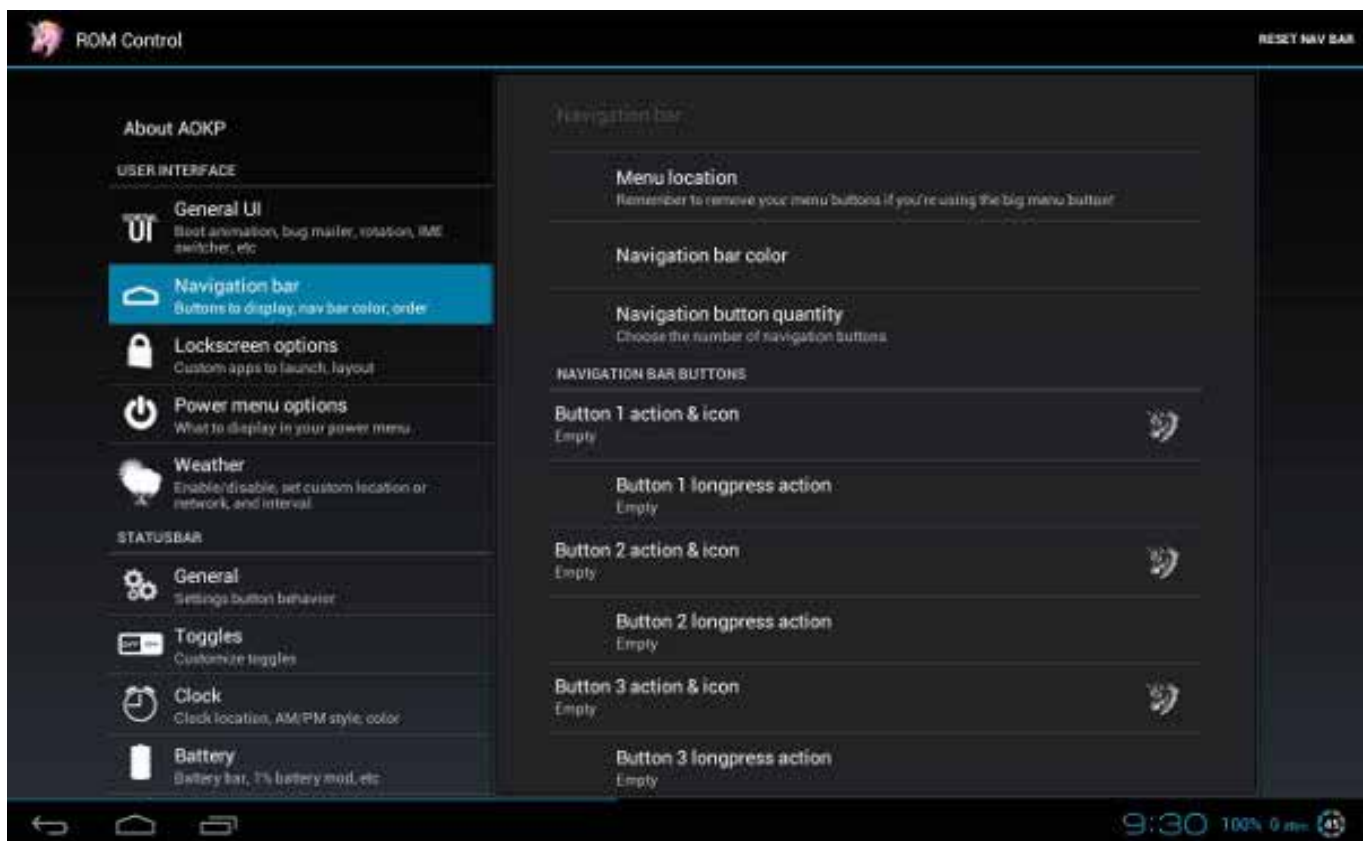 ROM Control
RESET NAV BAR
About AOKP
USER INTERFACE
General UI
Boot animation, bug mailer, rotation, IME
switcher, etc
Navigation bar
Buttons to display, nav bar color, order
Lockscreen options
Custom apps to launch, layout
Power menu options
What to display in your power menu
Weather
Enable/disable, set custom location or
network, and interval
STATUSBAR
General
Settings button behavior
Toggles
Customize toggles
Clock
Clock location, AM/PM style, color
Battery
Battery bar, 1% battery mod, etc
Navigation bar
Menu location
Remember to remove your menu buttons if you're using the big menu button!
Navigation bar color
Navigation button quantity
Choose the number of navigation buttons
NAVIGATION BAR BUTTONS
Button 1 action & icon
Empty
Button 1 longpress action
Empty
Button 2 action & icon
Empty
Button 2 longpress action
Empty
Button 3 action & icon
Empty
Button 3 longpress action
Empty
9:30 100% 0 45